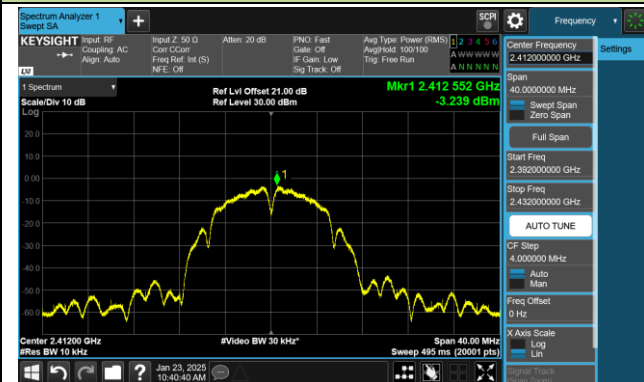 Spectrum Analyzer 1
Swept SA
SCPI
Frequency
KEYSIGHT
Input: RF
Coupling: AC
Align: Auto
Input Z: 50 Ω
Corr CCorr
Freq Ref: Int (S)
NFE: Off
Atten: 20 dB
PNO: Fast
Gate: Off
IF Gain: Low
Sig Track: Off
Avg Type: Power (RMS)
Avg|Hold: 100/100
Trig: Free Run
1 2 3 4 5 6
A W W W W W
A N N N N N
LXI
1 Spectrum
Scale/Div 10 dB
Log
Ref Lvl Offset 21.00 dB
Ref Level 30.00 dBm
Mkr1 2.412 552 GHz
-3.239 dBm
1
20.0
10.0
0.00
-10.0
-20.0
-30.0
-40.0
-50.0
-60.0
Center 2.41200 GHz
#Res BW 10 kHz
#Video BW 30 kHz*
Span 40.00 MHz
Sweep 495 ms (20001 pts)
Jan 23, 2025
10:40:40 AM
Center Frequency
2.412000000 GHz
Settings
Span
40.0000000 MHz
Swept Span
Zero Span
Full Span
Start Freq
2.392000000 GHz
Stop Freq
2.432000000 GHz
AUTO TUNE
CF Step
4.000000 MHz
Auto
Man
Freq Offset
0 Hz
X Axis Scale
Log
Lin
Signal Track